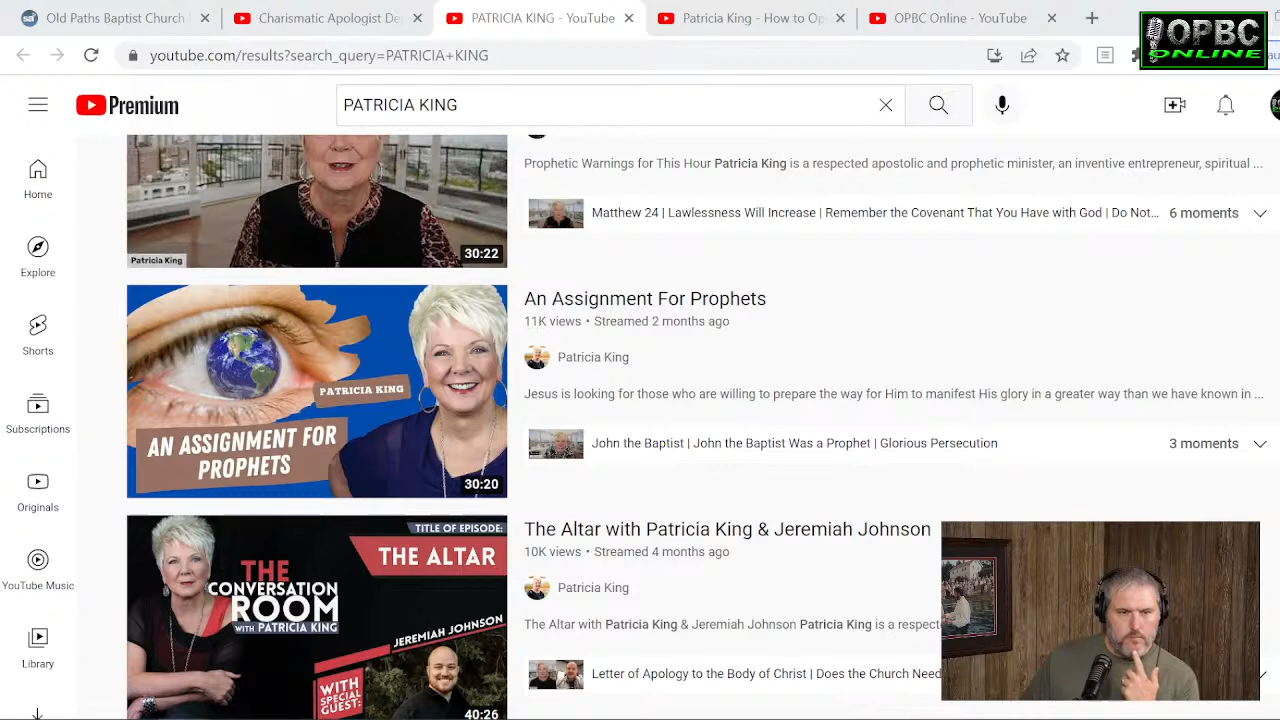 Old Paths Baptist Church
Charismatic Apologist De
PATRICIA KING - YouTube
Patricia King - How to Op
OPBC Online - YouTube
OPBC
ONLINE
youtube.com/results?search_query=PATRICIA+KING
Premium
PATRICIA KING
Home
Explore
Shorts
Subscriptions
Originals
YouTube Music
Library
Patricia King
30:22
Prophetic Warnings for This Hour Patricia King is a respected apostolic and prophetic minister, an inventive entrepreneur, spiritual ...
Matthew 24 | Lawlessness Will Increase | Remember the Covenant That You Have with God | Do Not...
6 moments
PATRICIA KING
AN ASSIGNMENT FOR
PROPHETS
30:20
An Assignment For Prophets
11K views • Streamed 2 months ago
Patricia King
Jesus is looking for those who are willing to prepare the way for Him to manifest His glory in a greater way than we have known in ...
John the Baptist | John the Baptist Was a Prophet | Glorious Persecution
3 moments
TITLE OF EPISODE:
THE ALTAR
THE
CONVERSATION
ROOM
WITH PATRICIA KING
JEREMIAH JOHNSON
WITH
SPECIAL
GUEST:
40:26
The Altar with Patricia King & Jeremiah Johnson
10K views • Streamed 4 months ago
Patricia King
The Altar with Patricia King & Jeremiah Johnson Patricia King is a respect
Letter of Apology to the Body of Christ | Does the Church Need